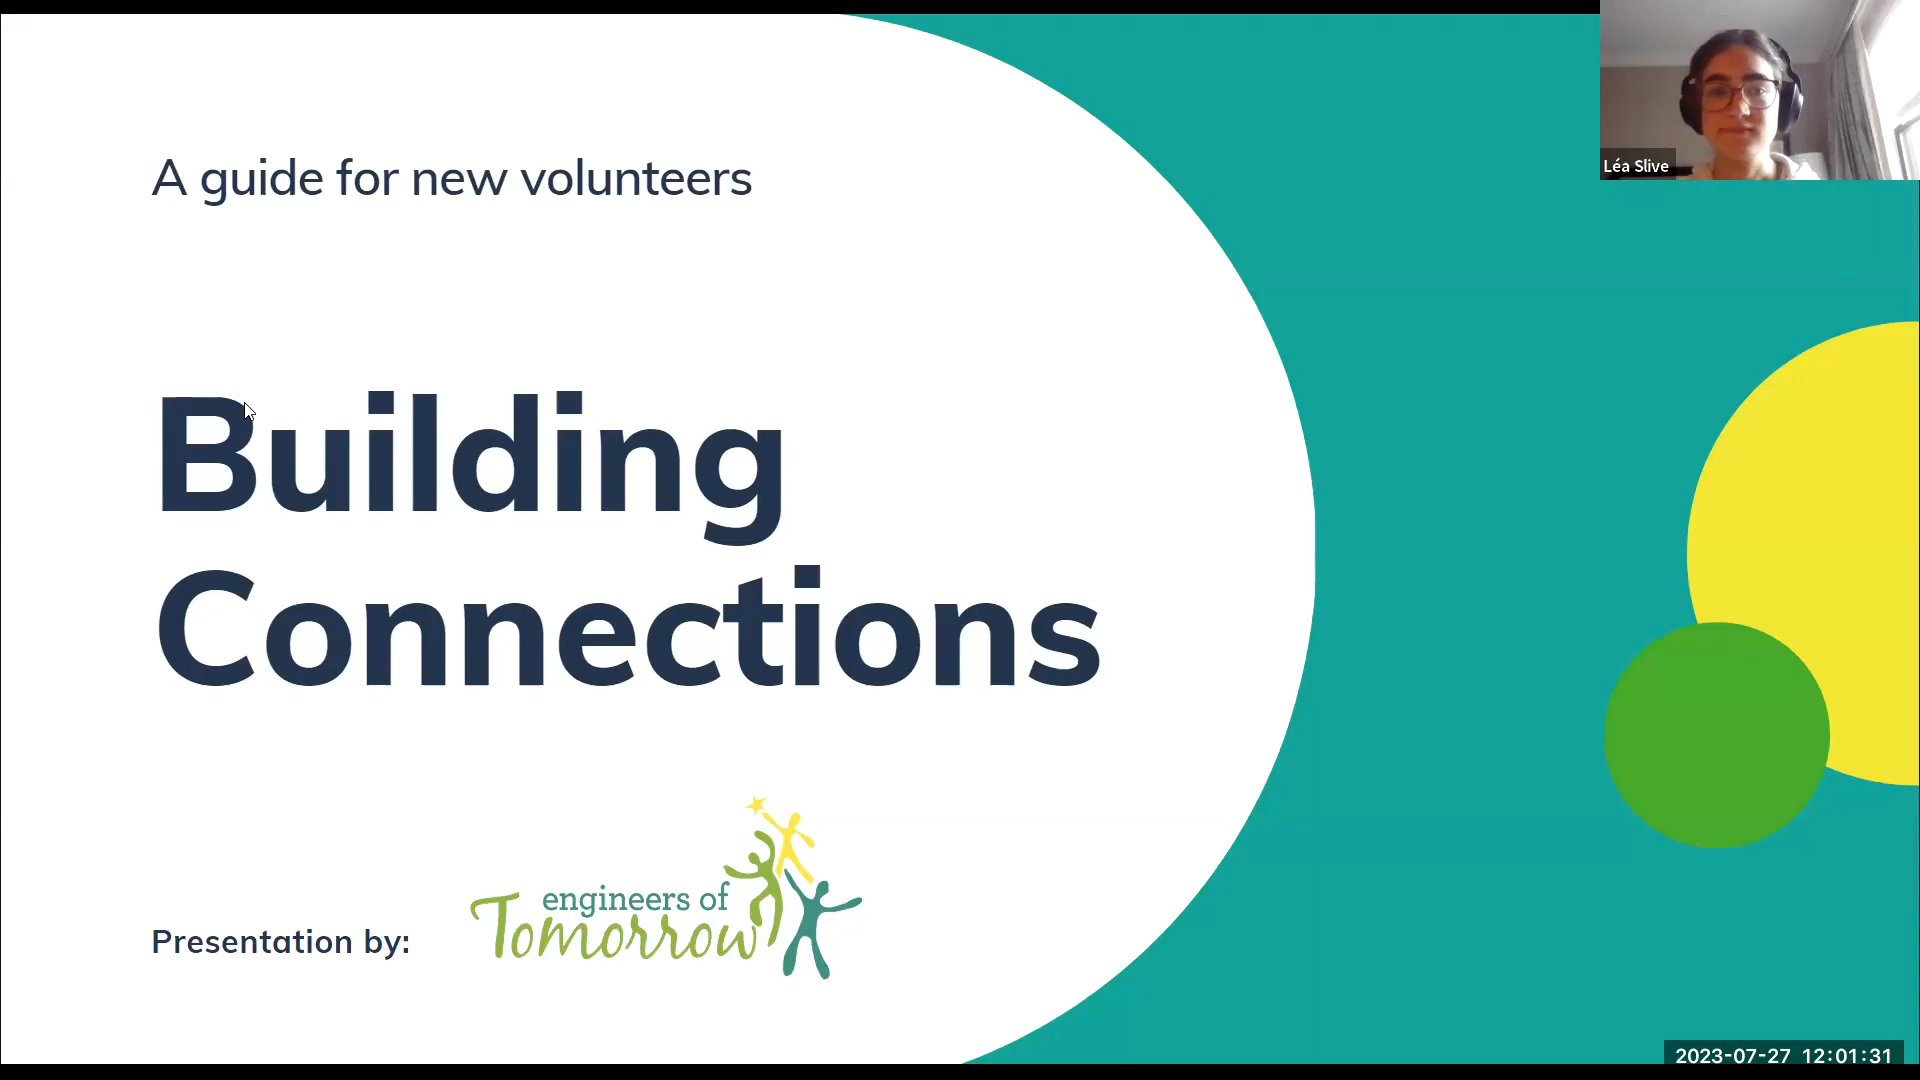 A guide for new volunteers
Léa Slive
Building
Connections
engineers of
Tomorrow
Presentation by:
2023-07-27 12:01:31